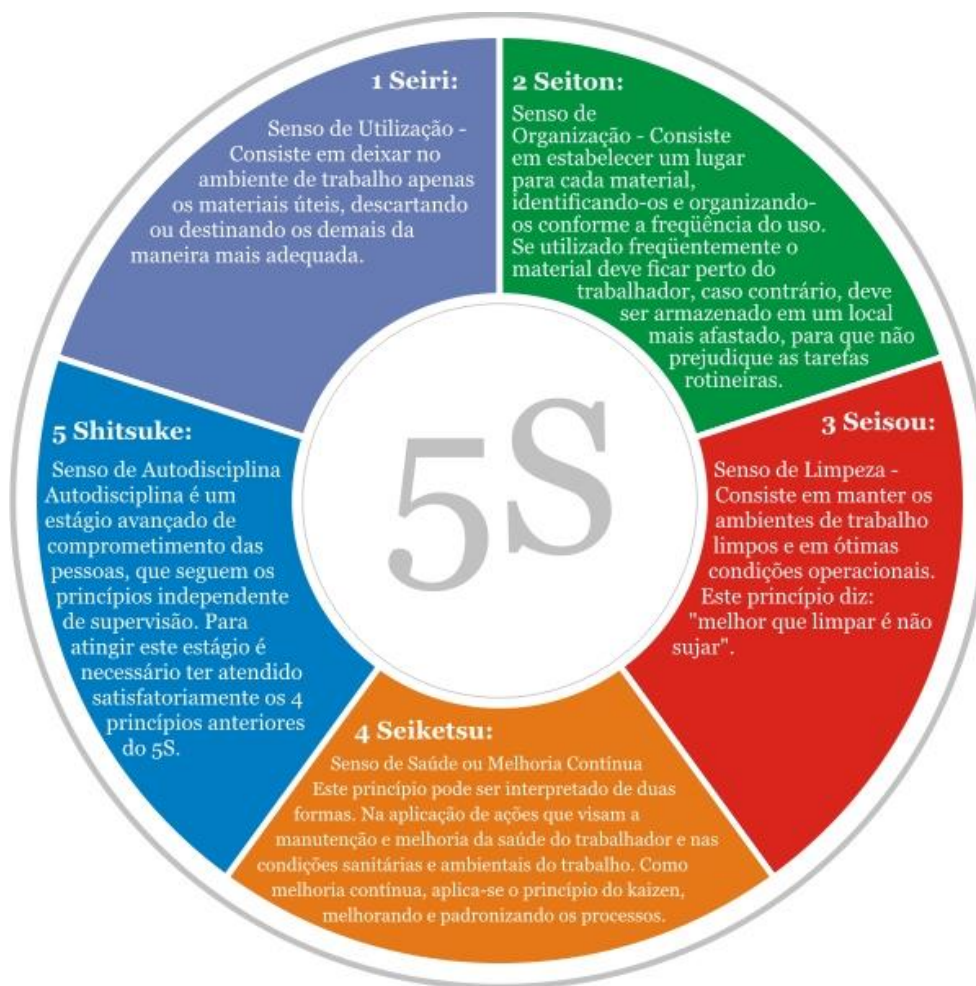 1 Seiri:
Senso de Utilização -
Consiste em deixar no
ambiente de trabalho apenas
os materiais úteis, descartando
ou destinando os demais da
maneira mais adequada.
2 Seiton:
Senso de
Organização - Consiste
em estabelecer um lugar
para cada material,
identificando-os e organizando-
os conforme a freqüência do uso.
Se utilizado freqüentemente o
material deve ficar perto do
trabalhador, caso contrário, deve
ser armazenado em um local
mais afastado, para que não
prejudique as tarefas
rotineiras.
3 Seisou:
Senso de Limpeza -
Consiste em manter os
ambientes de trabalho
limpos e em ótimas
condições operacionais.
Este princípio diz:
"melhor que limpar é não
sujar".
4 Seiketsu:
Senso de Saúde ou Melhoria Contínua
Este princípio pode ser interpretado de duas
formas. Na aplicação de ações que visam a
manutenção e melhoria da saúde do trabalhador e nas
condições sanitárias e ambientais do trabalho. Como
melhoria contínua, aplica-se o princípio do kaizen,
melhorando e padronizando os processos.
5 Shitsuke:
Senso de Autodisciplina
Autodisciplina é um
estágio avançado de
comprometimento das
pessoas, que seguem os
princípios independente
de supervisão. Para
atingir este estágio é
necessário ter atendido
satisfatoriamente os 4
princípios anteriores
do 5S.
5S